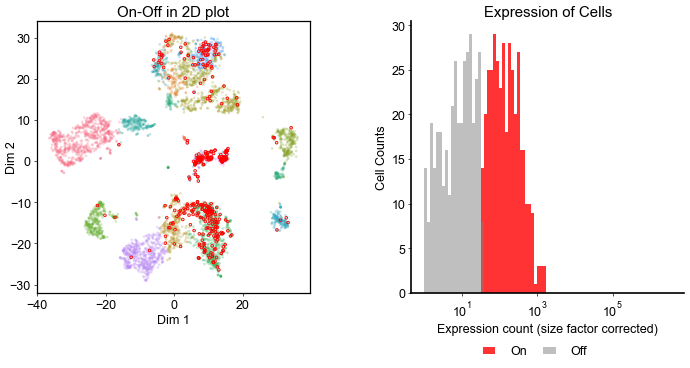 On-Off in 2D plot
30
20
10
0
−10
−20
−30
Dim 2
−40
−20
0
20
Dim 1
Expression of Cells
30
25
20
15
10
5
0
Cell Counts
10^1
10^3
10^5
Expression count (size factor corrected)
On
Off